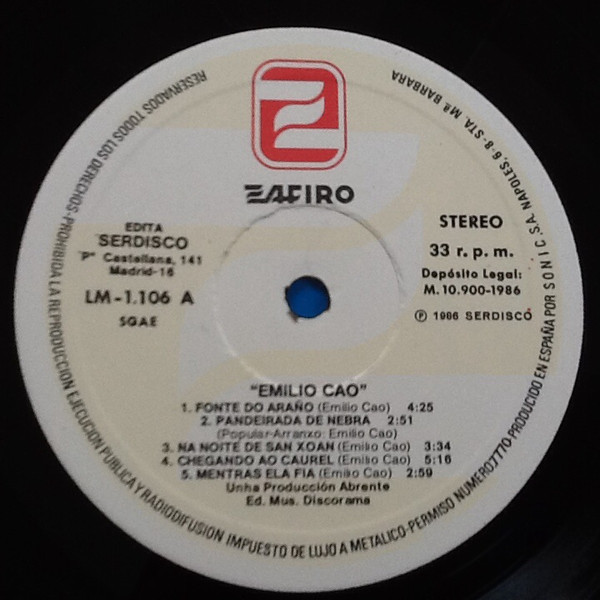 ZAFIRO
EDITA
SERDISCO
Pº Castellana, 141
Madrid-16
LM-1.106 A
SGAE
STEREO
33 r. p. m.
Depósito Legal:
M. 10.900-1986
Ⓟ 1986 SERDISCO
"EMILIO CAO"
1. FONTE DO ARAÑO (Emilio Cao) 4:25
2. PANDEIRADA DE NEBRA 2:51
(Popular-Arranxo: Emilio Cao)
3. NA NOITE DE SAN XOAN (Emilio Cao) 3:34
4. CHEGANDO AO CAUREL (Emilio Cao) 5:16
5. MENTRAS ELA FIA (Emilio Cao) 2:59
Unha Producción Abrente
Ed. Mus. Discorama
RESERVADOS TODOS LOS DERECHOS-PROHIBIDA LA REPRODUCCION EJECUCION PUBLICA Y RADIODIFUSION IMPUESTO DE LUJO A METALICO-PERMISO NUMERO 7770-PRODUCIDO EN ESPAÑA POR SONIC S.A. NAPOLES, 6-8-STA. Mª BARBARA